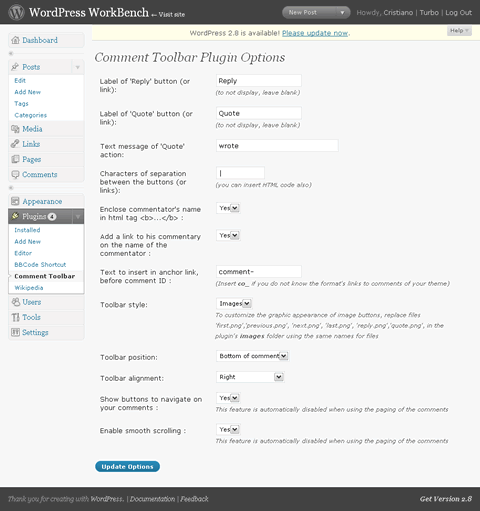 WordPress WorkBench ← Visit site
New Post
Howdy, Cristiano | Turbo | Log Out
WordPress 2.8 is available! Please update now.
Help
Dashboard
Posts
Edit
Add New
Tags
Categories
Media
Links
Pages
Comments
Appearance
Plugins 4
Installed
Add New
Editor
BBCode Shortcut
Comment Toolbar
Wikipedia
Users
Tools
Settings
Comment Toolbar Plugin Options
Label of 'Reply' button (or link):
Reply
(to not display, leave blank)
Label of 'Quote' button (or link):
Quote
(to not display, leave blank)
Text message of 'Quote' action:
wrote
Characters of separation between the buttons (or links):
|
(you can insert HTML code also)
Enclose commentator's name in html tag <b>...</b> :
Yes
Add a link to his commentary on the name of the commentator :
Yes
Text to insert in anchor link, before comment ID :
comment-
(Insert co_ if you do not know the format's links to comments of your theme)
Toolbar style:
Images
To customize the graphic appearance of image buttons, replace files
'first.png','previous.png', 'next.png', 'last.png', 'reply.png','quote.png', in the
plugin's images folder using the same names for files
Toolbar position:
Bottom of comment
Toolbar alignment:
Right
Show buttons to navigate on your comments :
Yes
This feature is automatically disabled when using the paging of the comments
Enable smooth scrolling :
Yes
This feature is automatically disabled when using the paging of the comments
Update Options
Thank you for creating with WordPress. | Documentation | Feedback
Get Version 2.8